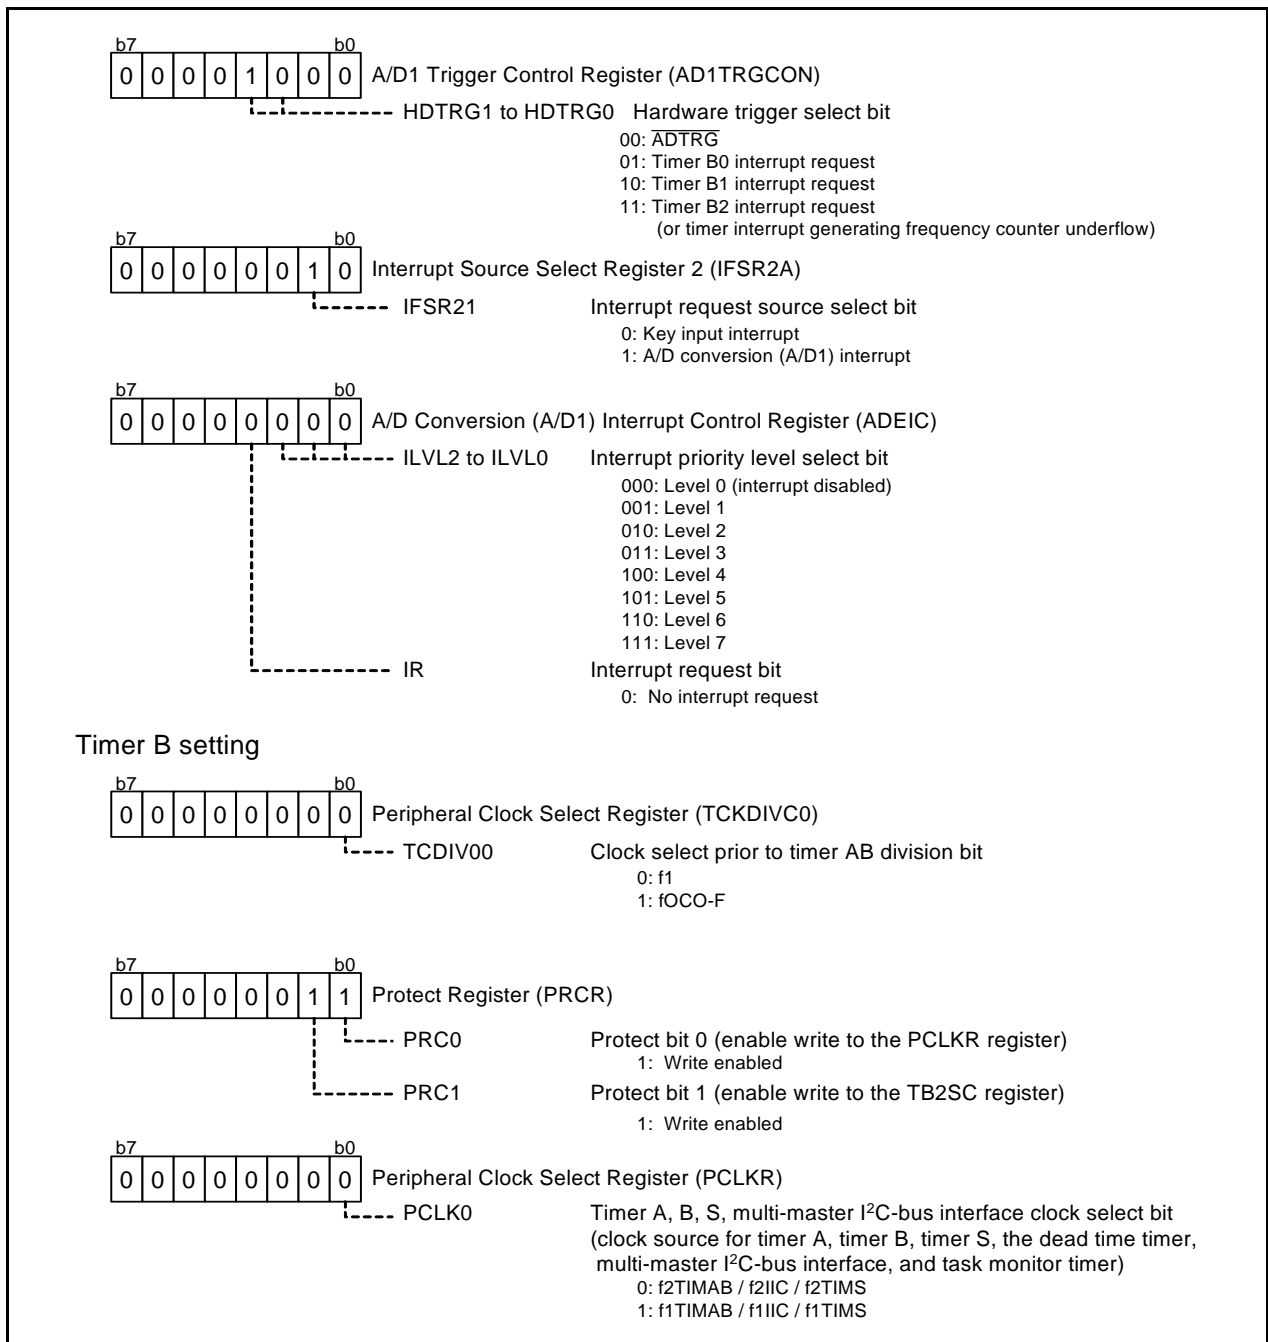 b7 b0
0 0 0 0 1 0 0 0 A/D1 Trigger Control Register (AD1TRGCON)
HDTRG1 to HDTRG0 Hardware trigger select bit
00: ADTRG
01: Timer B0 interrupt request
10: Timer B1 interrupt request
11: Timer B2 interrupt request
(or timer interrupt generating frequency counter underflow)
b7 b0
0 0 0 0 0 0 1 0 Interrupt Source Select Register 2 (IFSR2A)
IFSR21 Interrupt request source select bit
0: Key input interrupt
1: A/D conversion (A/D1) interrupt
b7 b0
0 0 0 0 0 0 0 0 A/D Conversion (A/D1) Interrupt Control Register (ADEIC)
ILVL2 to ILVL0 Interrupt priority level select bit
000: Level 0 (interrupt disabled)
001: Level 1
010: Level 2
011: Level 3
100: Level 4
101: Level 5
110: Level 6
111: Level 7
IR Interrupt request bit
0: No interrupt request
Timer B setting
b7 b0
0 0 0 0 0 0 0 0 Peripheral Clock Select Register (TCKDIVC0)
TCDIV00 Clock select prior to timer AB division bit
0: f1
1: fOCO-F
b7 b0
0 0 0 0 0 0 1 1 Protect Register (PRCR)
PRC0 Protect bit 0 (enable write to the PCLKR register)
1: Write enabled
PRC1 Protect bit 1 (enable write to the TB2SC register)
1: Write enabled
b7 b0
0 0 0 0 0 0 0 0 Peripheral Clock Select Register (PCLKR)
PCLK0 Timer A, B, S, multi-master I²C-bus interface clock select bit
(clock source for timer A, timer B, timer S, the dead time timer,
multi-master I²C-bus interface, and task monitor timer)
0: f2TIMAB / f2IIC / f2TIMS
1: f1TIMAB / f1IIC / f1TIMS